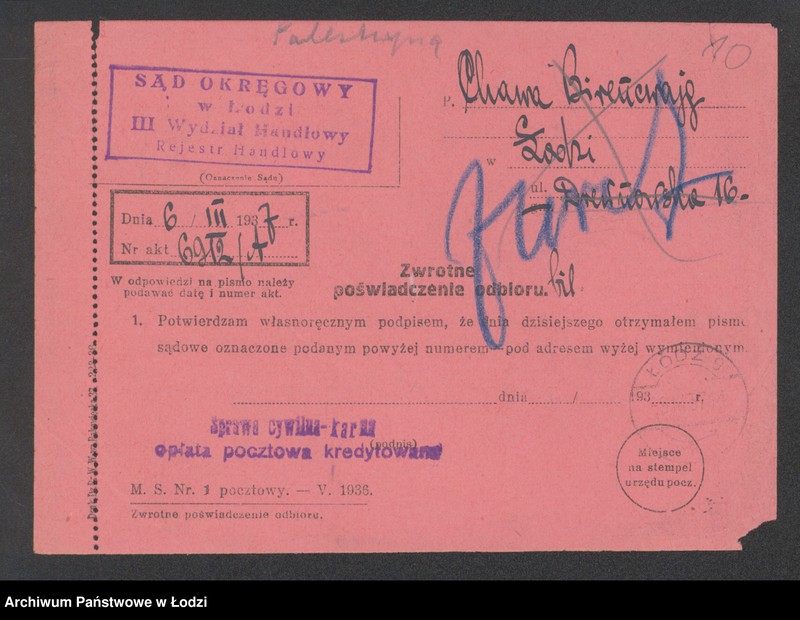 Palestyna
10
SĄD OKRĘGOWY
w Łodzi
III Wydział Handlowy
Rejestr Handlowy
(Oznaczenie Sądu)
P. Chawa
w Łodzi
ul. Drewnowska 16.
Dnia 6 / III 1937 r.
Nr akt
W odpowiedzi na pismo należy
podawać datę i numer akt.
Zwrotne
poświadczenie odbioru.
1. Potwierdzam własnoręcznym podpisem, że dnia dzisiejszego otrzymałem pismo
sądowe oznaczone podanym powyżej numerem pod adresem wyżej wymienionym.
dnia / 193 r.
ŁÓDŹ
Sprawa cywilna-karna
(podpis)
opłata pocztowa kredytowana
Miejsce
na stempel
urzędu pocz.
M. S. Nr. 1 pocztowy. — V. 1936.
Zwrotne poświadczenie odbioru.
Archiwum Państwowe w Łodzi